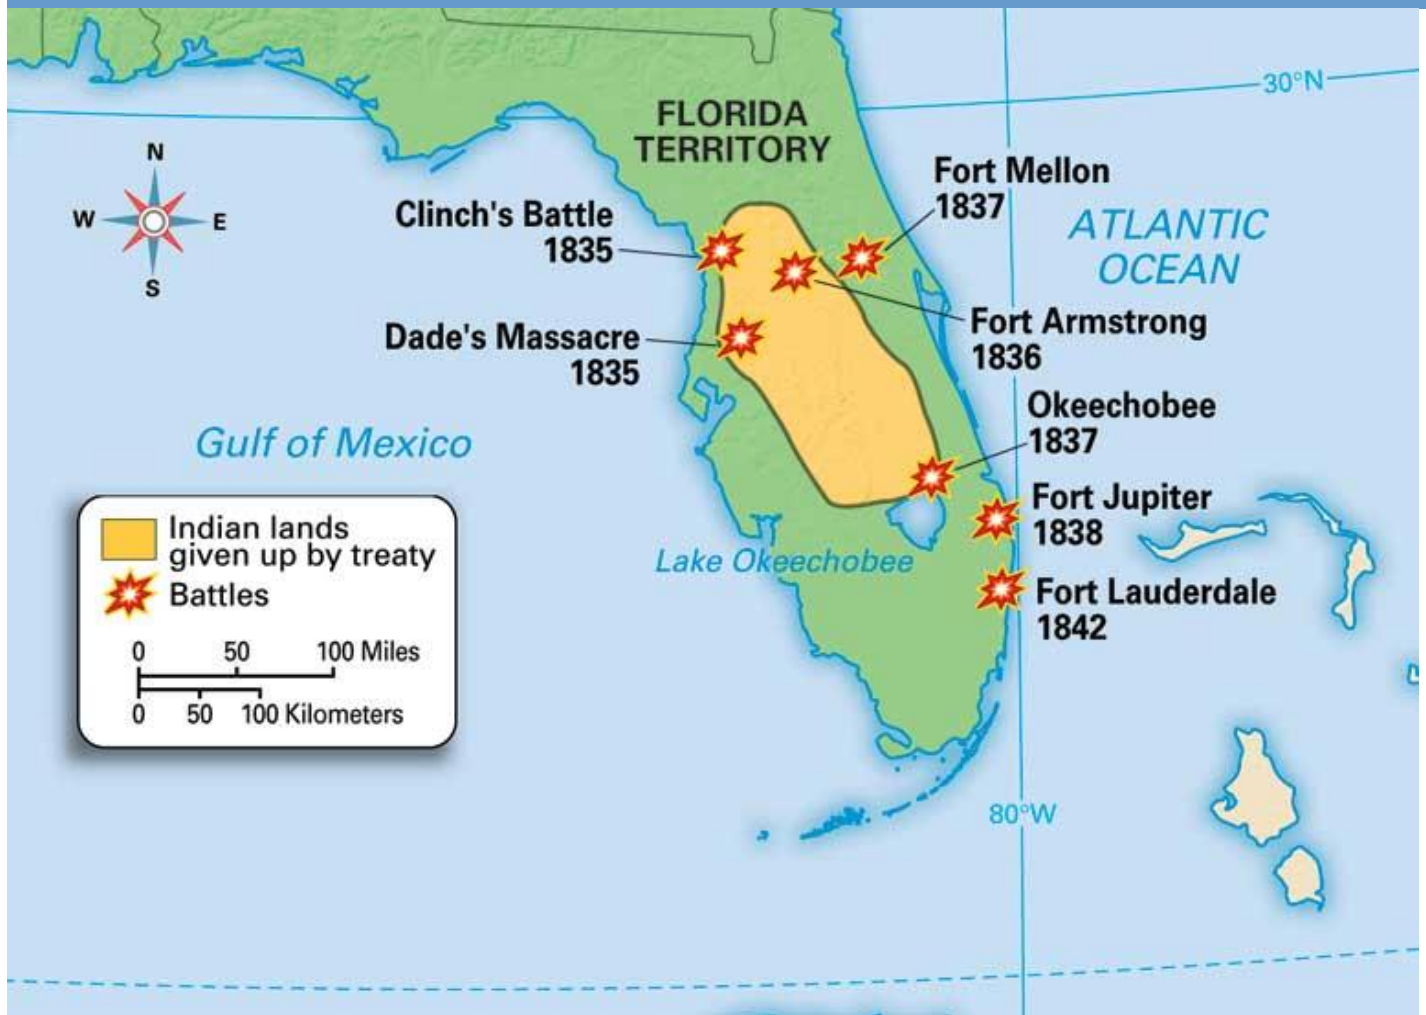 30°N
FLORIDA
TERRITORY
N
W
E
S
Fort Mellon
1837
Clinch's Battle
1835
ATLANTIC
OCEAN
Fort Armstrong
1836
Dade's Massacre
1835
Okeechobee
1837
Gulf of Mexico
Fort Jupiter
1838
Lake Okeechobee
Fort Lauderdale
1842
Indian lands
given up by treaty
Battles
0 50 100 Miles
0 50 100 Kilometers
80°W